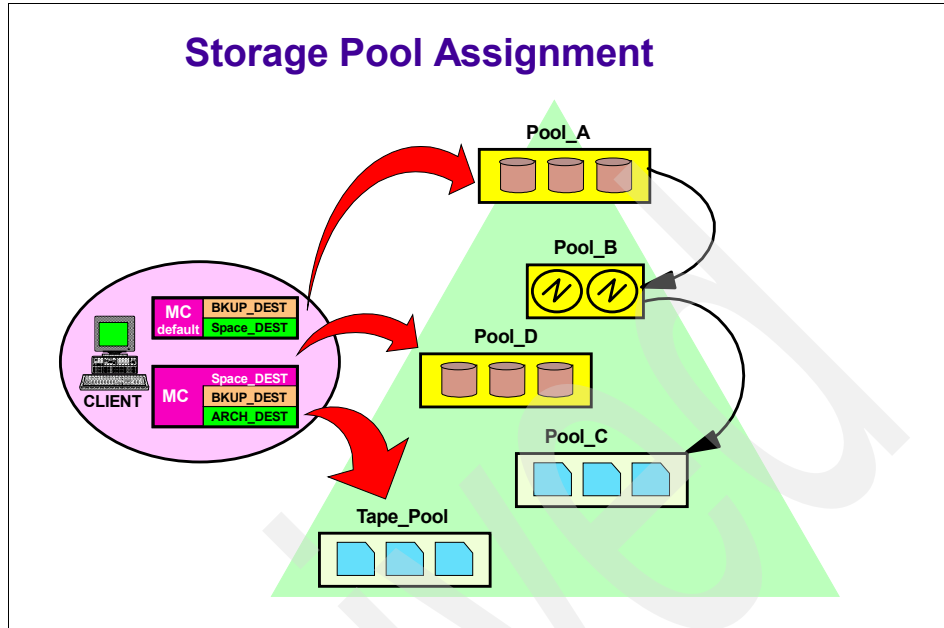 Storage Pool Assignment
Pool_A
Pool_B
MC
default
BKUP_DEST
Space_DEST
Pool_D
CLIENT
MC
Space_DEST
BKUP_DEST
ARCH_DEST
Pool_C
Tape_Pool